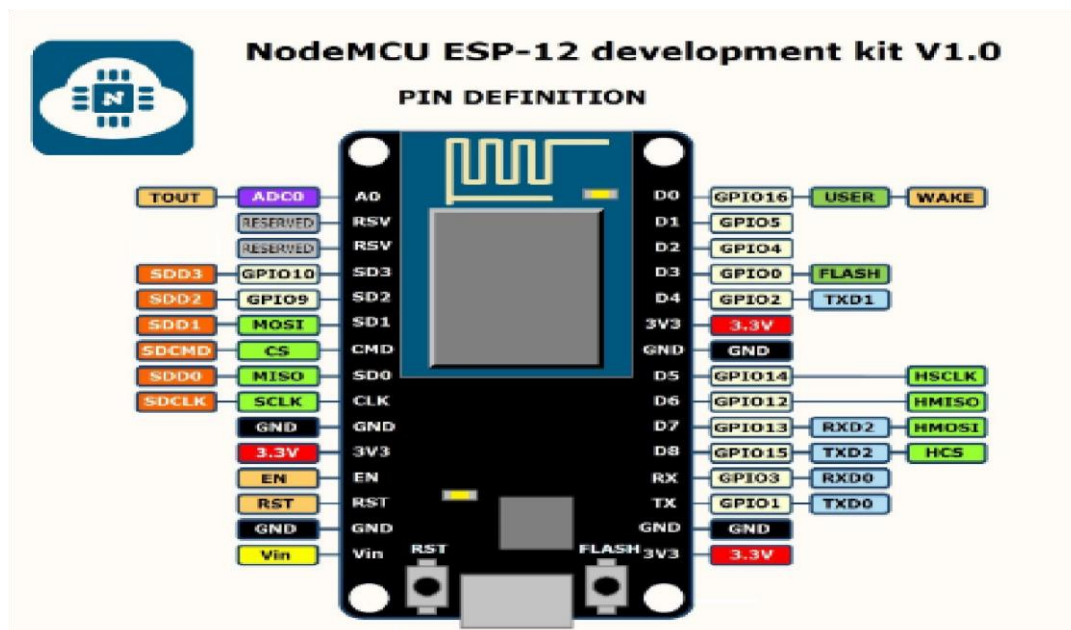 NodeMCU ESP-12 development kit V1.0
PIN DEFINITION
N
TOUT ADC0 A0 D0 GPIO16 USER WAKE
RESERVED RSV D1 GPIO5
RESERVED RSV D2 GPIO4
SDD3 GPIO10 SD3 D3 GPIO0 FLASH
SDD2 GPIO9 SD2 D4 GPIO2 TXD1
SDD1 MOSI SD1 3V3 3.3V
SDCMD CS CMD GND GND
SDD0 MISO SD0 D5 GPIO14 HSCLK
SDCLK SCLK CLK D6 GPIO12 HMISO
GND GND D7 GPIO13 RXD2 HMOSI
3.3V 3V3 D8 GPIO15 TXD2 HCS
EN EN RX GPIO3 RXD0
RST RST TX GPIO1 TXD0
GND GND GND GND
Vin Vin RST FLASH 3V3 3.3V